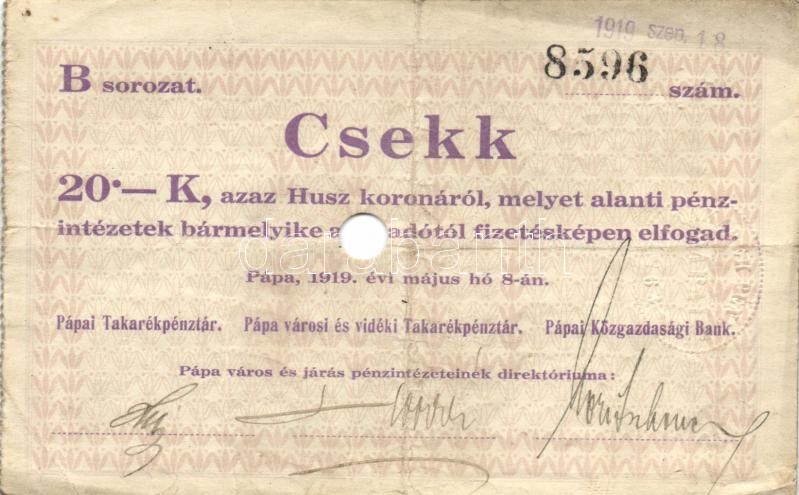 1919 szep. 18
8596
B sorozat. szám.
Csekk
20·— K, azaz Husz koronáról, melyet alanti pénz-
intézetek bármelyike a adótól fizetésképen elfogad.
darabanth
Pápa, 1919. évi május hó 8-án.
Pápai Takarékpénztár. Pápa városi és vidéki Takarékpénztár. Pápai Közgazdasági Bank.
Pápa város és járás pénzintézeteinek direktóriuma: